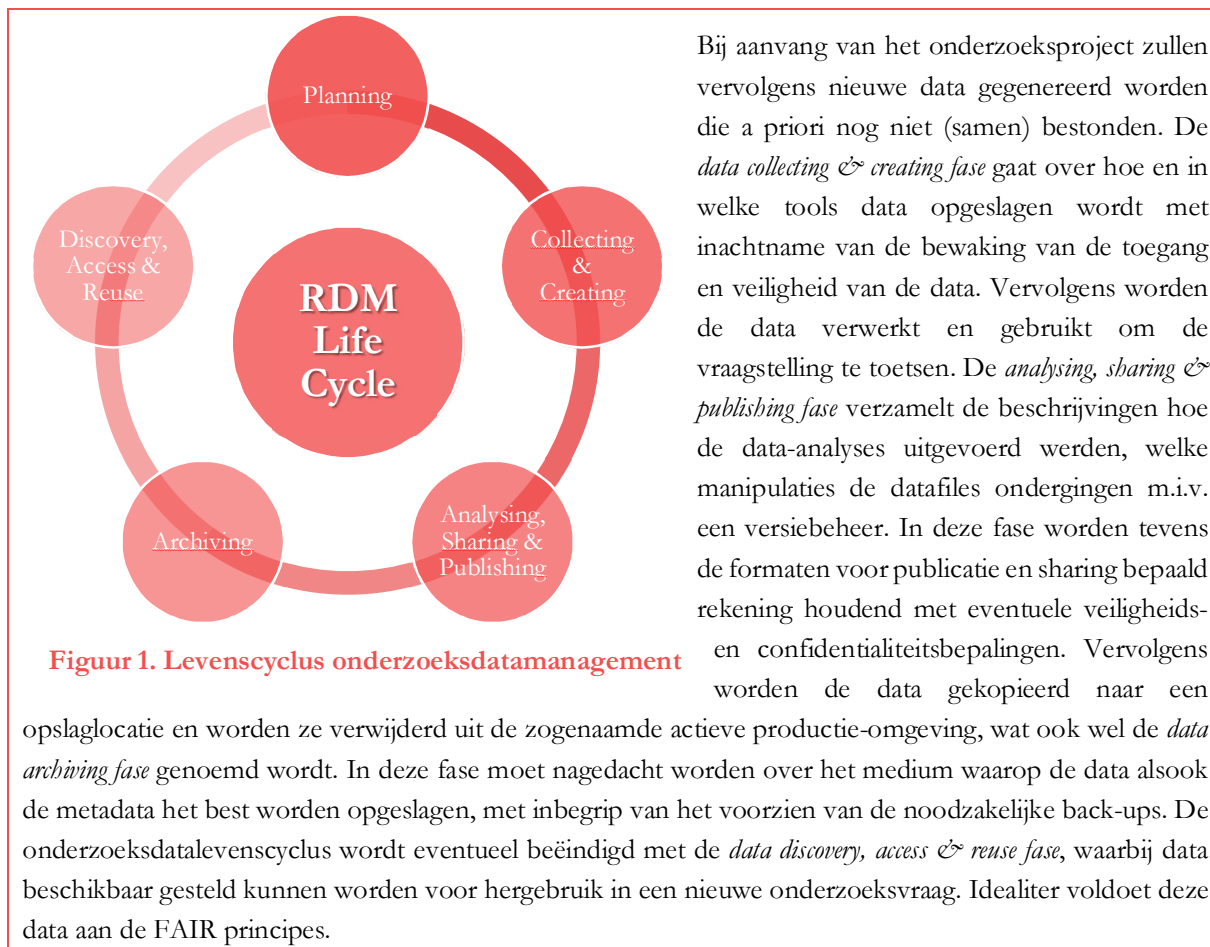 Planning
Collecting
&
Creating
Analysing,
Sharing &
Publishing
Archiving
Discovery,
Access &
Reuse
RDM
Life
Cycle
Figuur 1. Levenscyclus onderzoeksdatamanagement
Bij aanvang van het onderzoeksproject zullen
vervolgens nieuwe data gegenereerd worden
die a priori nog niet (samen) bestonden. De
data collecting & creating fase gaat over hoe en in
welke tools data opgeslagen wordt met
inachtname van de bewaking van de toegang
en veiligheid van de data. Vervolgens worden
de data verwerkt en gebruikt om de
vraagstelling te toetsen. De analysing, sharing &
publishing fase verzamelt de beschrijvingen hoe
de data-analyses uitgevoerd werden, welke
manipulaties de datafiles ondergingen m.i.v.
een versiebeheer. In deze fase worden tevens
de formaten voor publicatie en sharing bepaald
rekening houdend met eventuele veiligheids-
en confidentialiteitsbepalingen. Vervolgens
worden de data gekopieerd naar een
opslaglocatie en worden ze verwijderd uit de zogenaamde actieve productie-omgeving, wat ook wel de data
archiving fase genoemd wordt. In deze fase moet nagedacht worden over het medium waarop de data alsook
de metadata het best worden opgeslagen, met inbegrip van het voorzien van de noodzakelijke back-ups. De
onderzoeksdatalevenscyclus wordt eventueel beëindigd met de data discovery, access & reuse fase, waarbij data
beschikbaar gesteld kunnen worden voor hergebruik in een nieuwe onderzoeksvraag. Idealiter voldoet deze
data aan de FAIR principes.